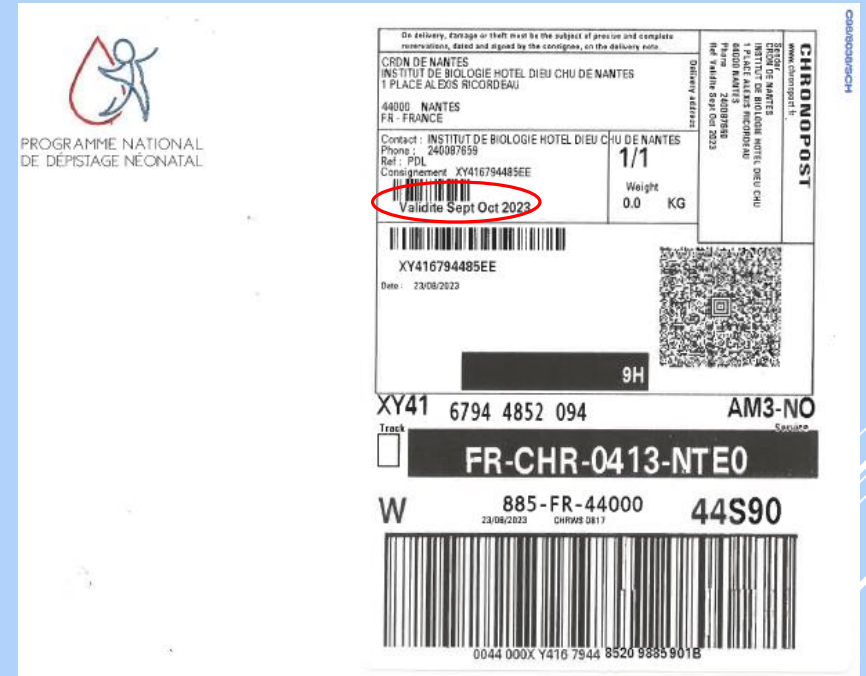 PROGRAMME NATIONAL
DE DÉPISTAGE NÉONATAL
On delivery, damage or theft must be the subject of precise and complete
reservations, dated and signed by the consignee, on the delivery note.
CRDN DE NANTES
INSTITUT DE BIOLOGIE HOTEL DIEU CHU DE NANTES
1 PLACE ALEXIS RICORDEAU
44000 NANTES
FR - FRANCE
Delivery address
Contact : INSTITUT DE BIOLOGIE HOTEL DIEU CHU DE NANTES
Phone : 240087659
Ref : PDL
Consignement XY416794485EE
Validite Sept Oct 2023
1/1
Weight
0.0 KG
CHRONOPOST
www.chronopost.fr
Sender
CRDN DE NANTES
INSTITUT DE BIOLOGIE HOTEL DIEU CHU
1 PLACE ALEXIS RICORDEAU
44000 NANTES
Phone 240087659
Ref Validite Sept Oct 2023
C98/8038/SCH
XY416794485EE
Date : 23/08/2023
9H
XY41 6794 4852 094
AM3-NO
Track
Service
FR-CHR-0413-NTE0
W
885-FR-44000
44S90
23/08/2023 CHRWS 0817
0044 000X Y416 7944 8520 9885 901B